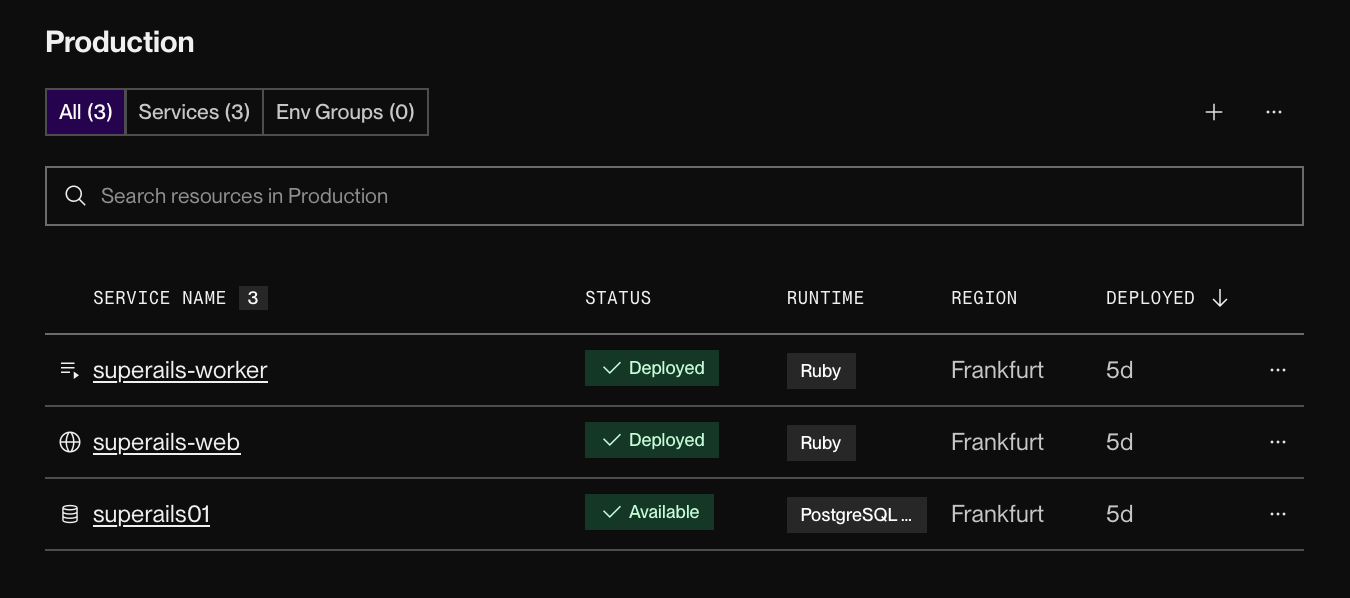 Production
All (3) Services (3) Env Groups (0)
Search resources in Production
SERVICE NAME 3 STATUS RUNTIME REGION DEPLOYED
superails-worker Deployed Ruby Frankfurt 5d
superails-web Deployed Ruby Frankfurt 5d
superails01 Available PostgreSQL ... Frankfurt 5d